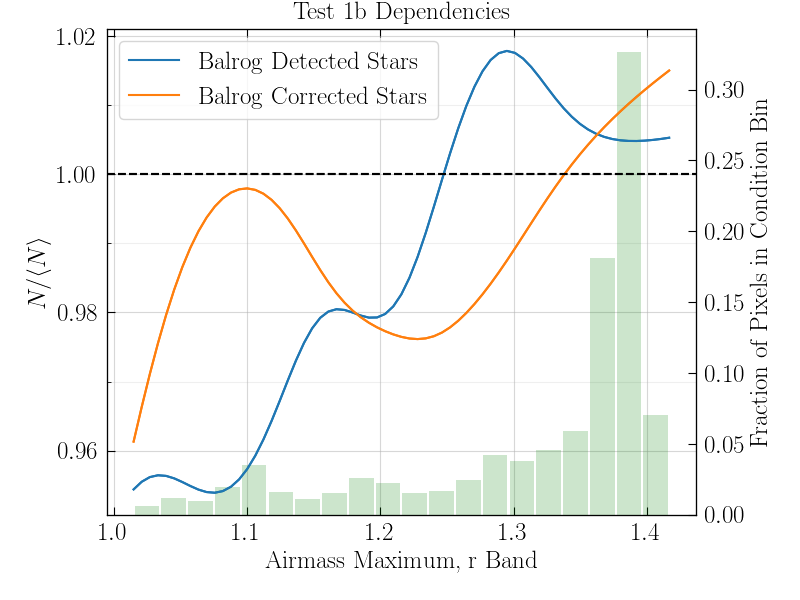 Test 1b Dependencies
Balrog Detected Stars
Balrog Corrected Stars
N/⟨N⟩
1.02
1.00
0.98
0.96
0.30
0.25
0.20
0.15
0.10
0.05
0.00
Fraction of Pixels in Condition Bin
1.0
1.1
1.2
1.3
1.4
Airmass Maximum, r Band